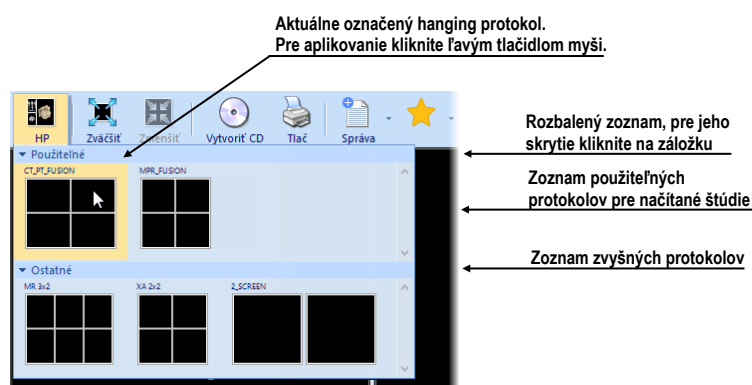 Aktuálne označený hanging protokol.
Pre aplikovanie kliknite ľavým tlačidlom myši.
HP
Zväčšiť
Zmenšiť
Vytvoriť CD
Tlač
Správa
Použiteľné
CT_PT_FUSION
MPR_FUSION
Ostatné
MR 3x2
XA 2x2
2_SCREEN
Rozbalený zoznam, pre jeho
skrytie kliknite na záložku
Zoznam použiteľných
protokolov pre načítané štúdie
Zoznam zvyšných protokolov